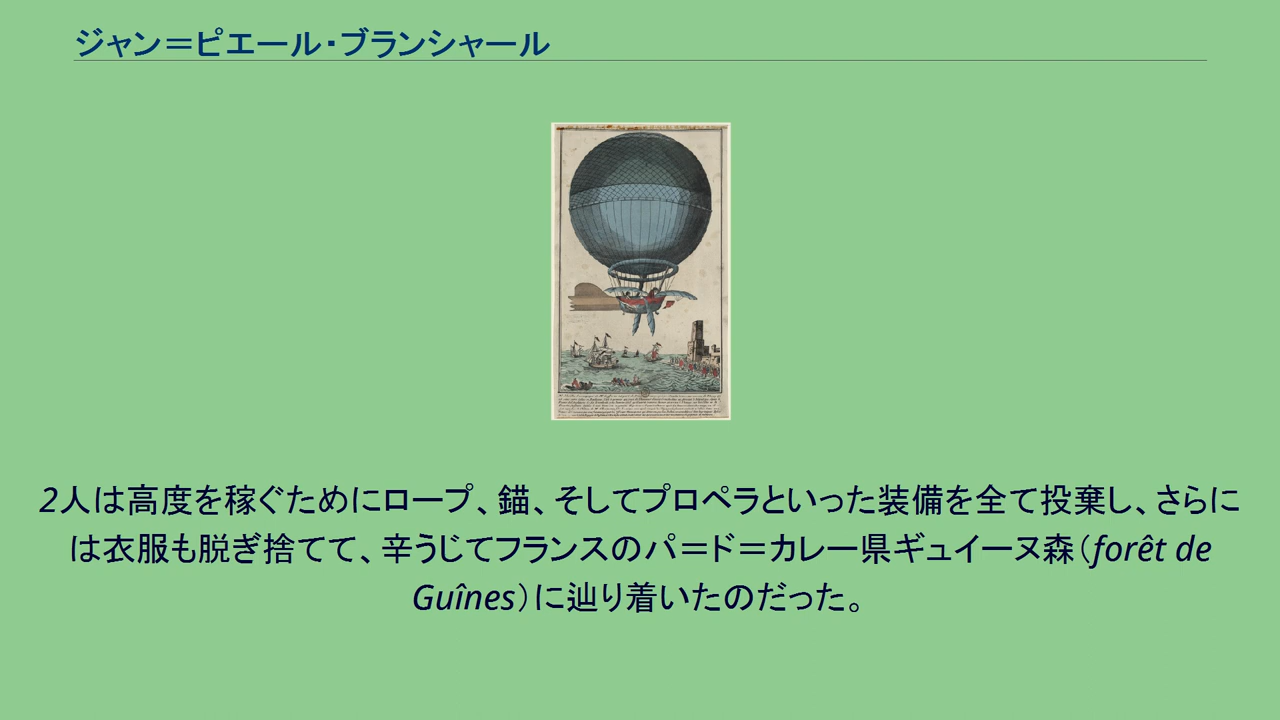 ジャン＝ピエール・ブランシャール
2人は高度を稼ぐためにロープ、錨、そしてプロペラといった装備を全て投棄し、さらに
は衣服も脱ぎ捨てて、辛うじてフランスのパ＝ド＝カレー県ギュイーヌ森（forêt de
Guînes）に辿り着いたのだった。